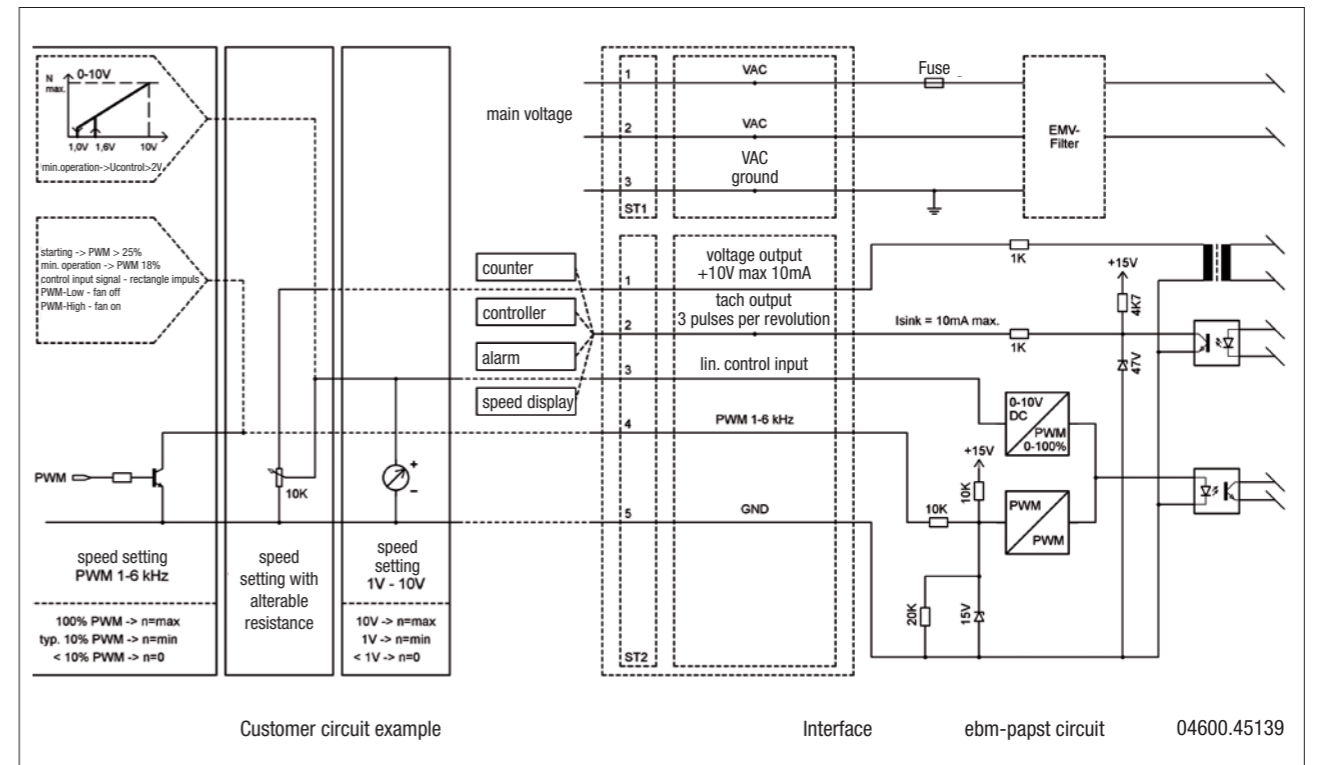 N
max.
0-10V
1,0V 1,6V 10V
min.operation->Ucontrol>2V
starting -> PWM > 25%
min. operation -> PWM 18%
control input signal - rectangle impuls
PWM-Low - fan off
PWM-High - fan on
PWM
10K
+
–
speed setting
PWM 1-6 kHz
100% PWM -> n=max
typ. 10% PWM -> n=min
< 10% PWM -> n=0
speed
setting with
alterable
resistance
speed
setting
1V - 10V
10V -> n=max
1V -> n=min
< 1V -> n=0
main voltage
counter
controller
alarm
speed display
1
2
3
ST1
VAC
VAC
VAC
ground
Fuse
EMV-
Filter
1
2
3
4
5
ST2
voltage output
+10V max 10mA
tach output
3 pulses per revolution
lin. control input
PWM 1-6 kHz
GND
1K
+15V
4K7
Isink = 10mA max.
1K
47V
0-10V
DC
PWM
0-100%
+15V
10K
10K
PWM
PWM
20K
15V
Customer circuit example
Interface
ebm-papst circuit
04600.45139